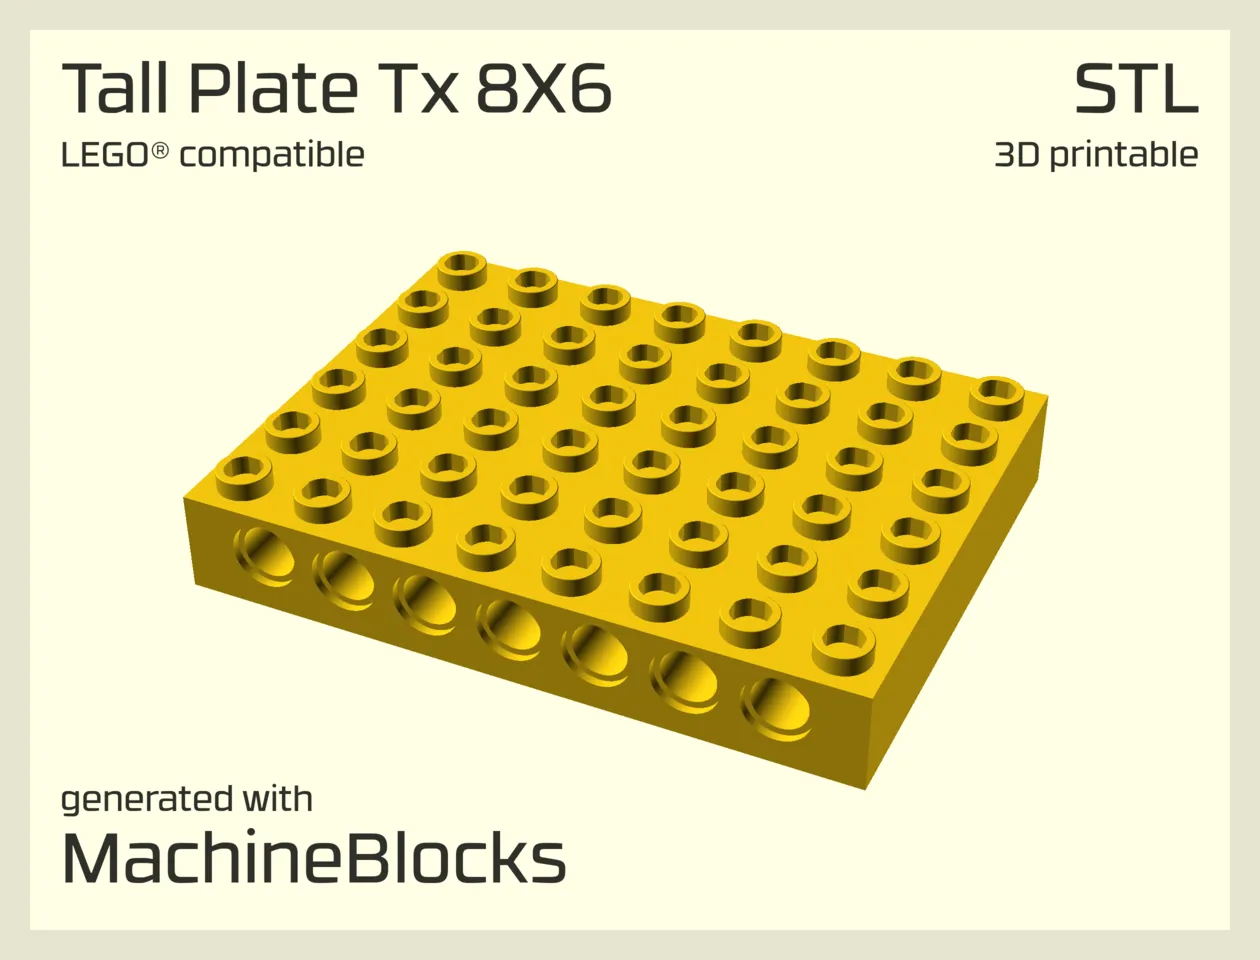 Tall Plate Tx 8X6
LEGO® compatible
STL
3D printable
generated with
MachineBlocks